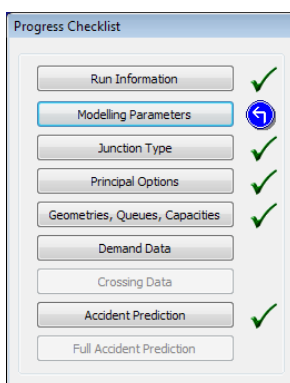 Progress Checklist
Run Information
Modelling Parameters
Junction Type
Principal Options
Geometries, Queues, Capacities
Demand Data
Crossing Data
Accident Prediction
Full Accident Prediction